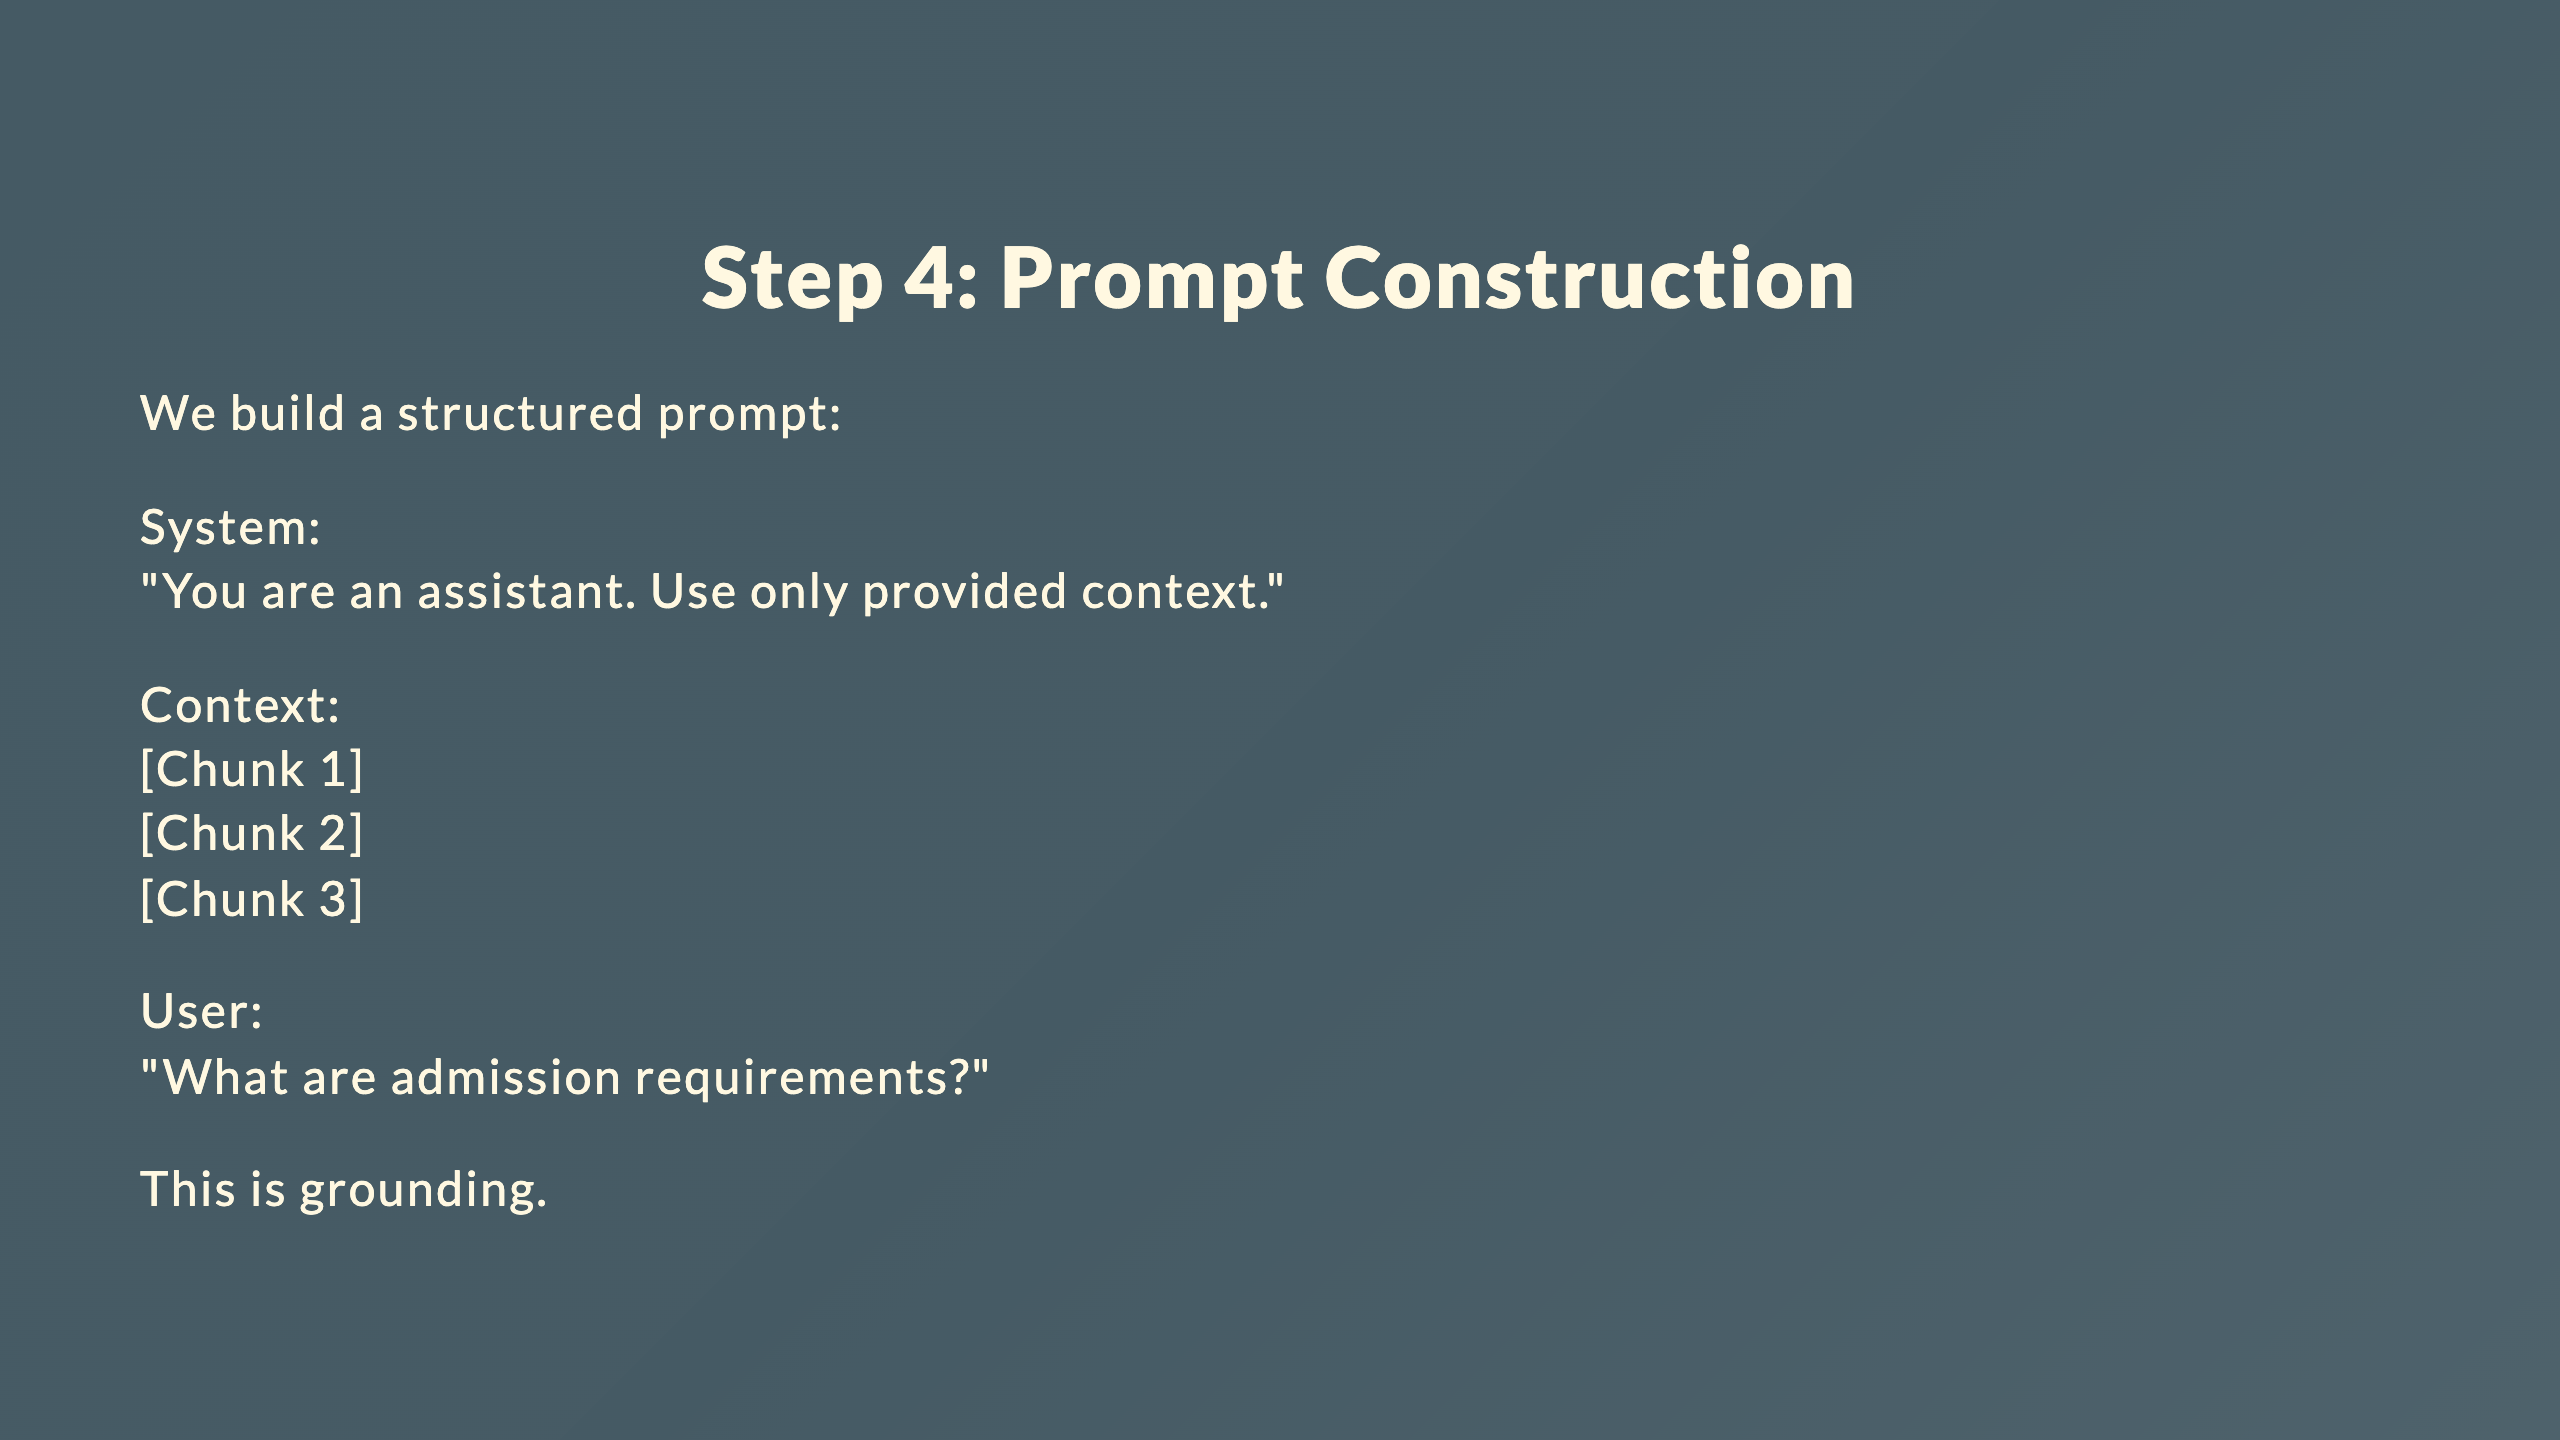 Step 4: Prompt Construction
We build a structured prompt:
System:
"You are an assistant. Use only provided context."
Context:
[Chunk 1]
[Chunk 2]
[Chunk 3]
User:
"What are admission requirements?"
This is grounding.